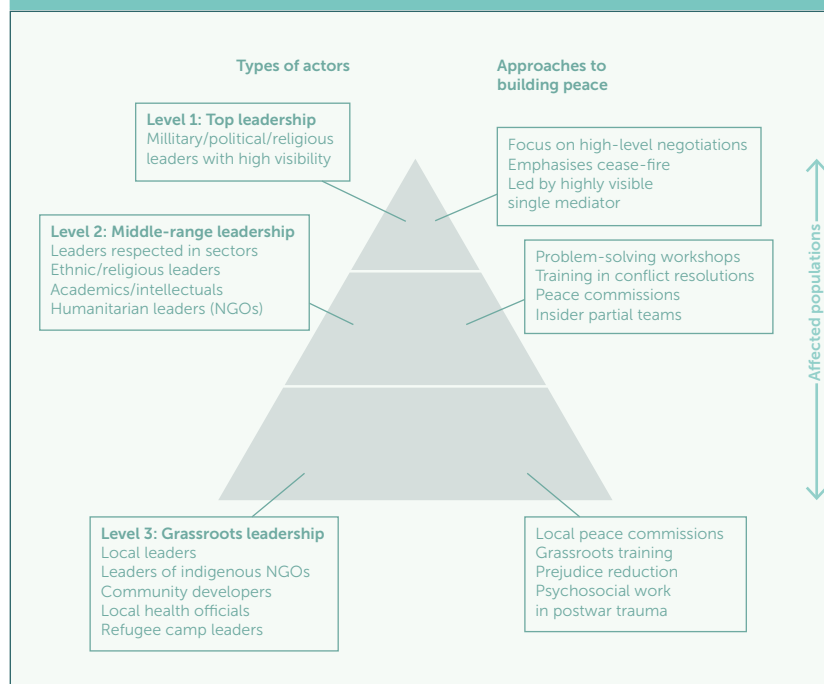 Types of actors
Approaches to
building peace
Level 1: Top leadership
Millitary/political/religious
leaders with high visibility
Focus on high-level negotiations
Emphasises cease-fire
Led by highly visible
single mediator
Level 2: Middle-range leadership
Leaders respected in sectors
Ethnic/religious leaders
Academics/intellectuals
Humanitarian leaders (NGOs)
Problem-solving workshops
Training in conflict resolutions
Peace commissions
Insider partial teams
Affected populations
Level 3: Grassroots leadership
Local leaders
Leaders of indigenous NGOs
Community developers
Local health officials
Refugee camp leaders
Local peace commissions
Grassroots training
Prejudice reduction
Psychosocial work
in postwar trauma